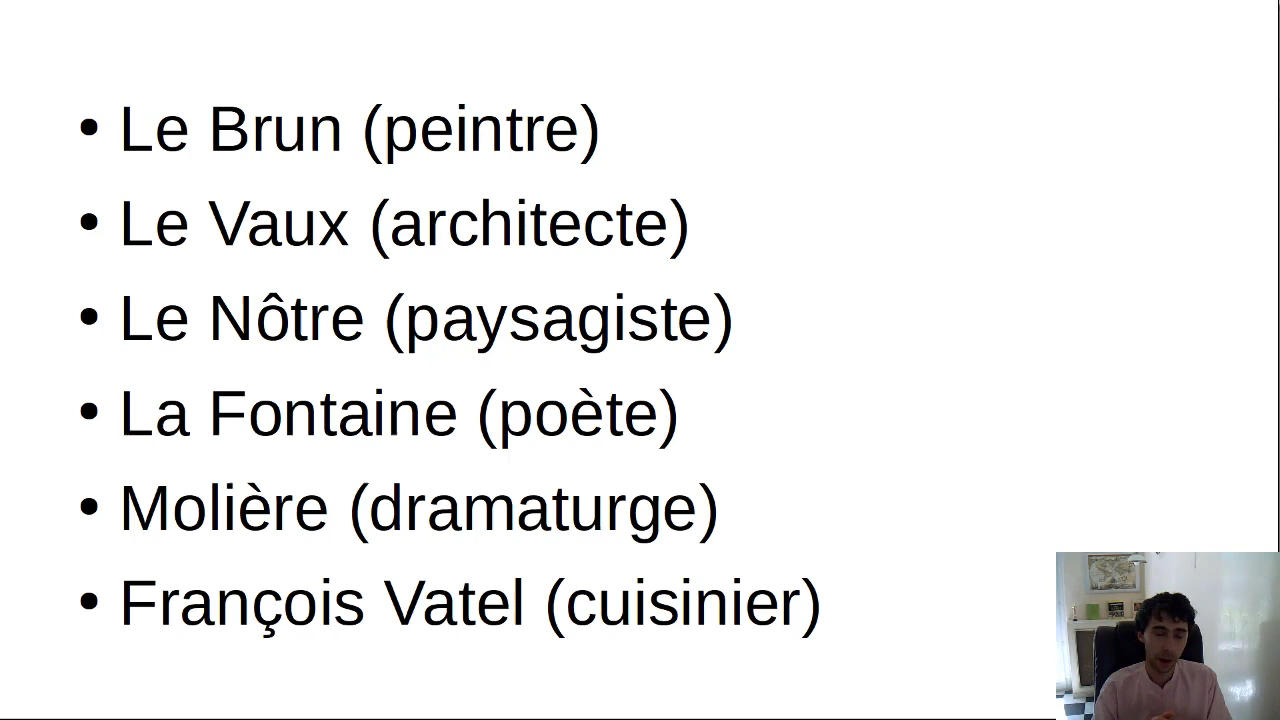 • Le Brun (peintre)
• Le Vaux (architecte)
• Le Nôtre (paysagiste)
• La Fontaine (poète)
• Molière (dramaturge)
• François Vatel (cuisinier)